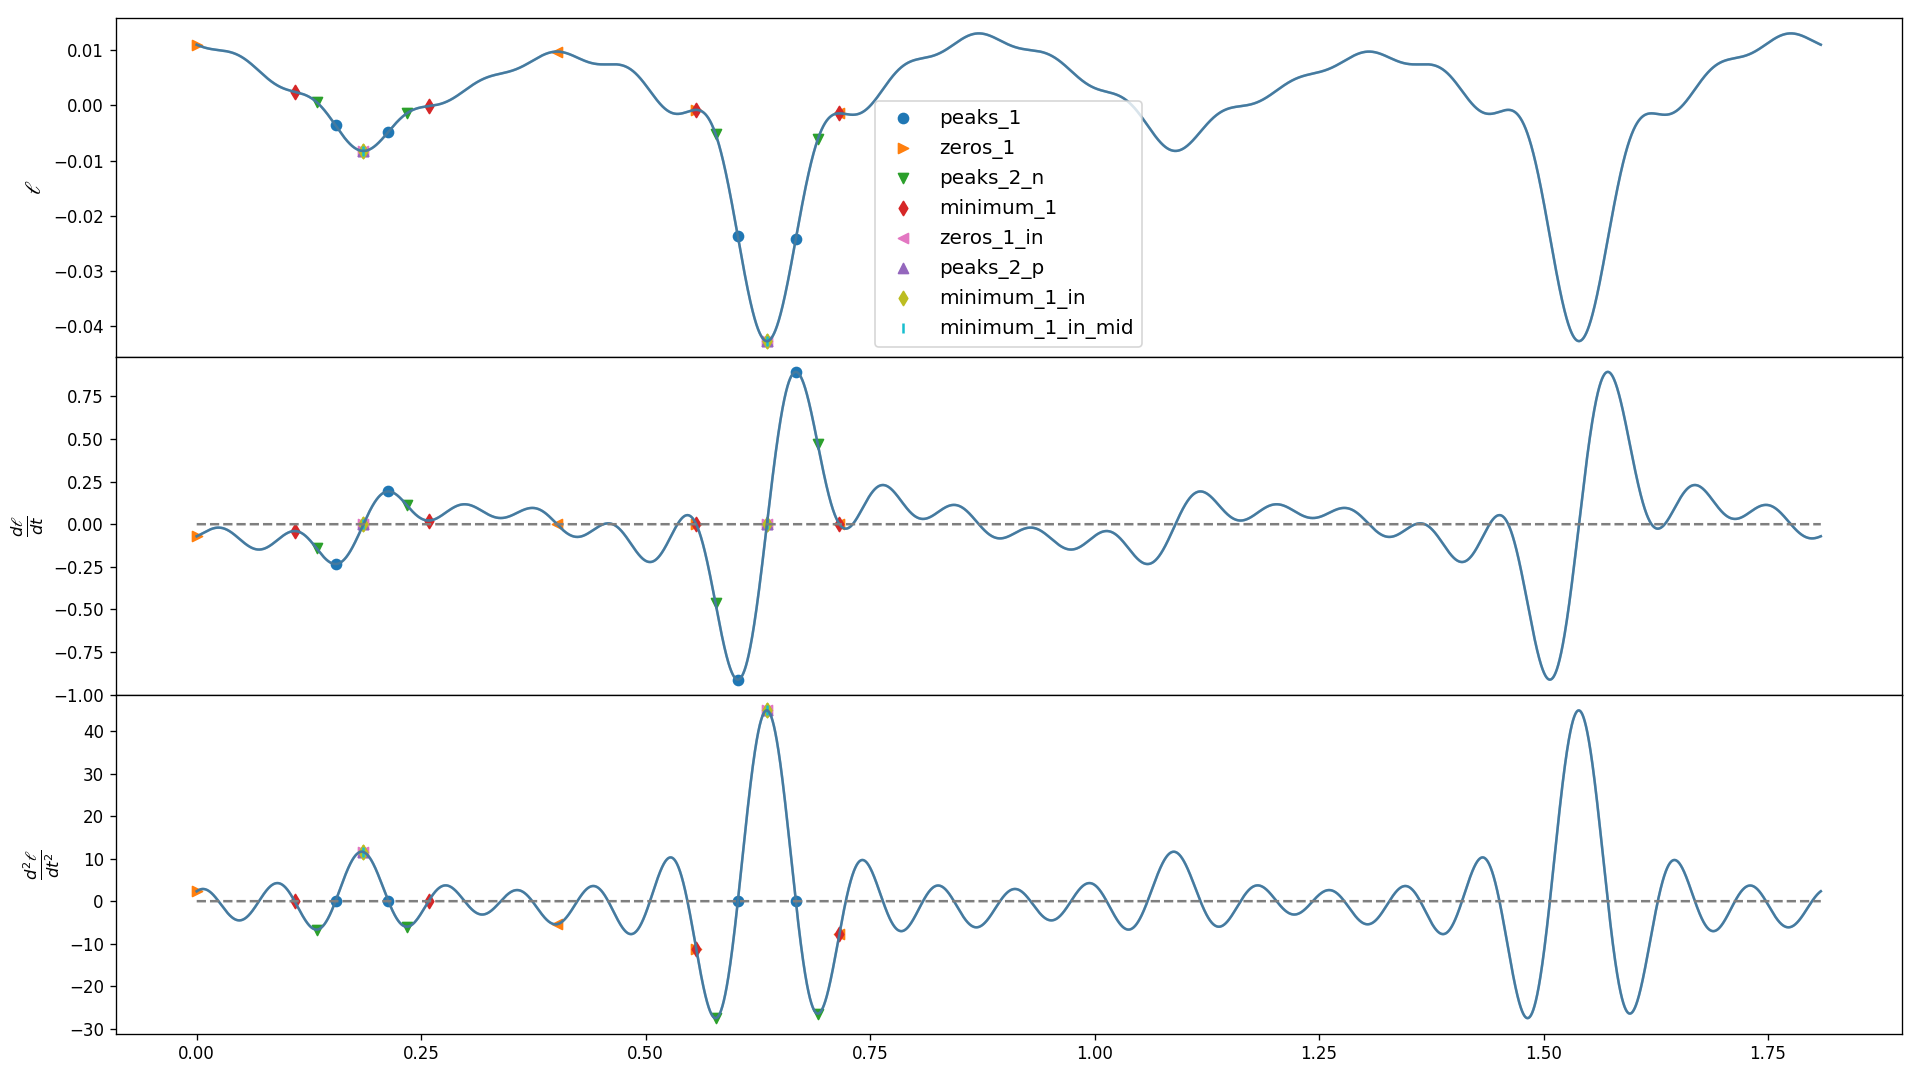 0.01
0.00
−0.01
−0.02
−0.03
−0.04
ℓ
peaks_1
zeros_1
peaks_2_n
minimum_1
zeros_1_in
peaks_2_p
minimum_1_in
minimum_1_in_mid
0.75
0.50
0.25
0.00
−0.25
−0.50
−0.75
−1.00
dℓ
dt
40
30
20
10
0
−10
−20
−30
d²ℓ
dt²
0.00 0.25 0.50 0.75 1.00 1.25 1.50 1.75